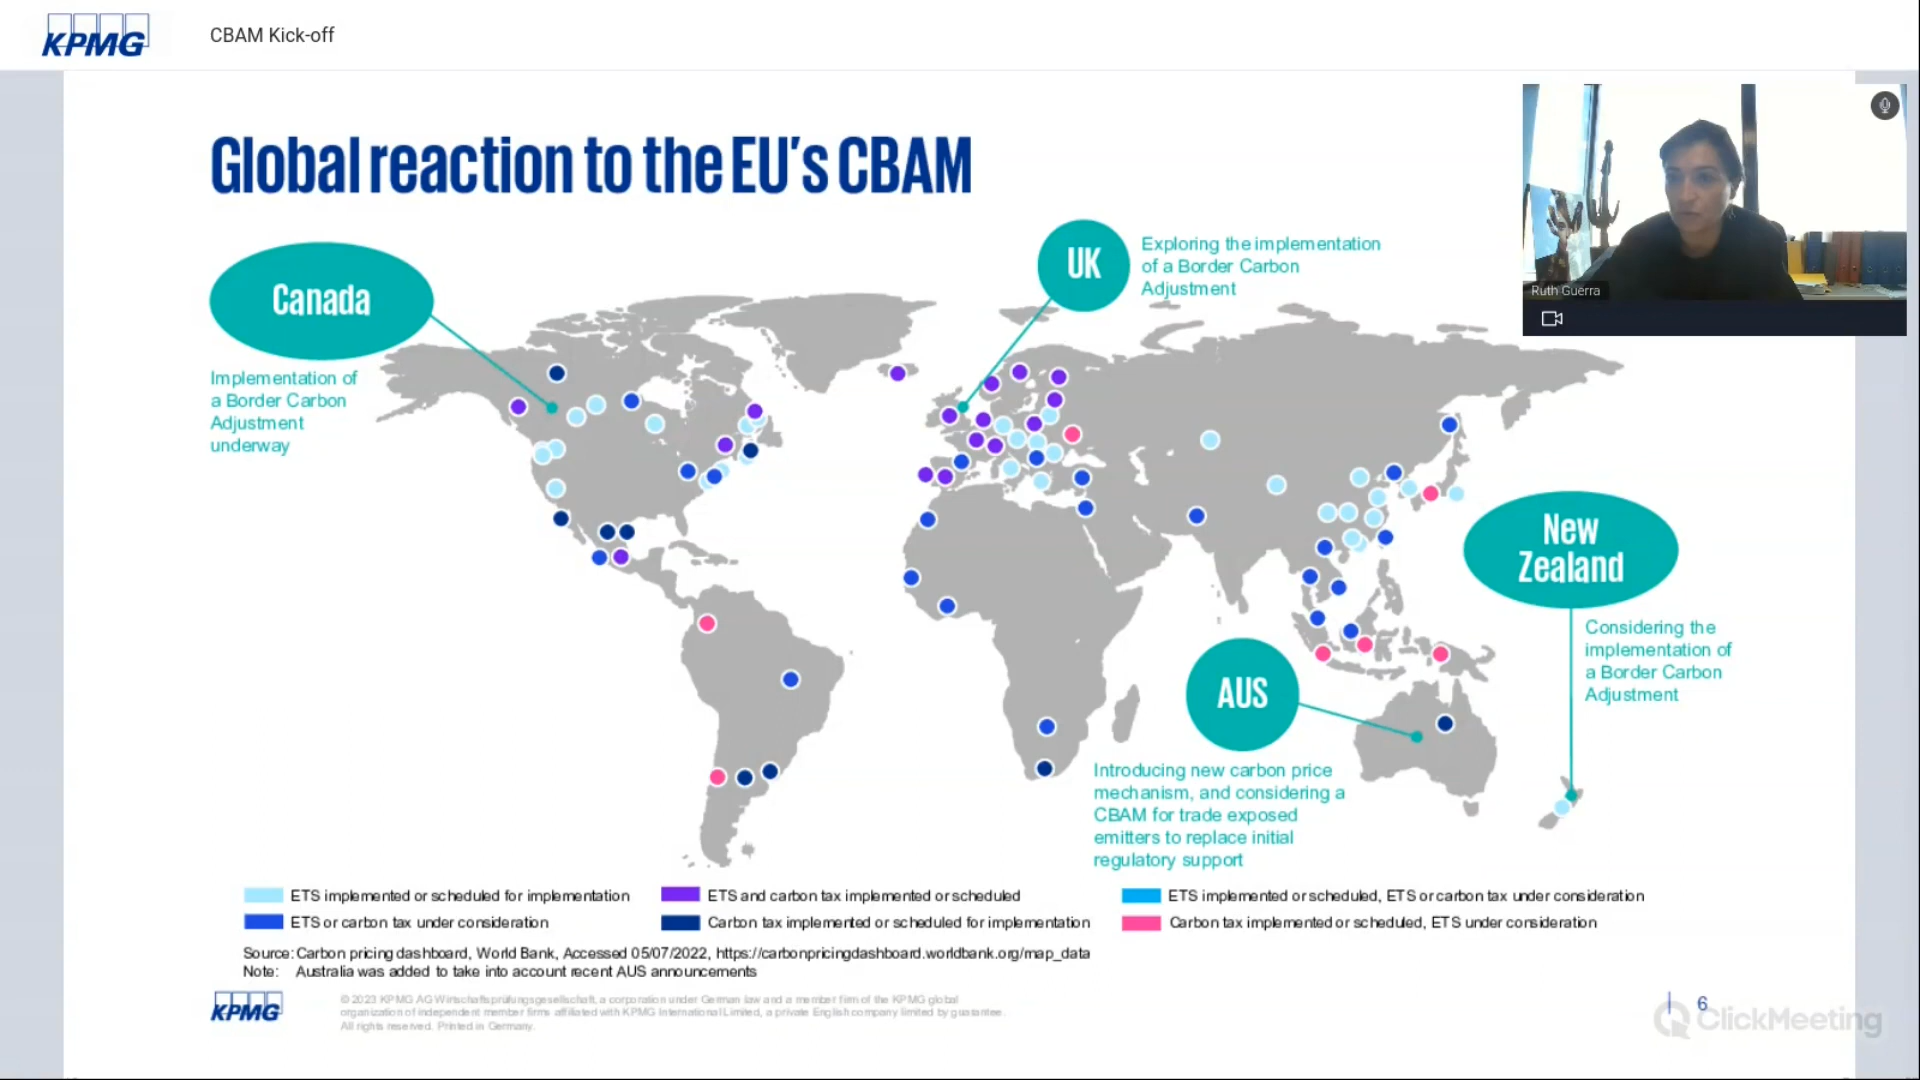 KPMG
CBAM Kick-off
Global reaction to the EU's CBAM
Ruth Guerra
Canada
Implementation of
a Border Carbon
Adjustment
underway
UK
Exploring the implementation
of a Border Carbon
Adjustment
New
Zealand
Considering the
implementation of
a Border Carbon
Adjustment
AUS
Introducing new carbon price
mechanism, and considering a
CBAM for trade exposed
emitters to replace initial
regulatory support
ETS implemented or scheduled for implementation
ETS and carbon tax implemented or scheduled
ETS implemented or scheduled, ETS or carbon tax under consideration
ETS or carbon tax under consideration
Carbon tax implemented or scheduled for implementation
Carbon tax implemented or scheduled, ETS under consideration
Source: Carbon pricing dashboard, World Bank, Accessed 05/07/2022, https://carbonpricingdashboard.worldbank.org/map_data
Note: Australia was added to take into account recent AUS announcements
KPMG
© 2023 KPMG AG Wirtschaftsprüfungsgesellschaft, a corporation under German law and a member firm of the KPMG global
organization of independent member firms affiliated with KPMG International Limited, a private English company limited by guarantee.
All rights reserved. Printed in Germany.
6
ClickMeeting